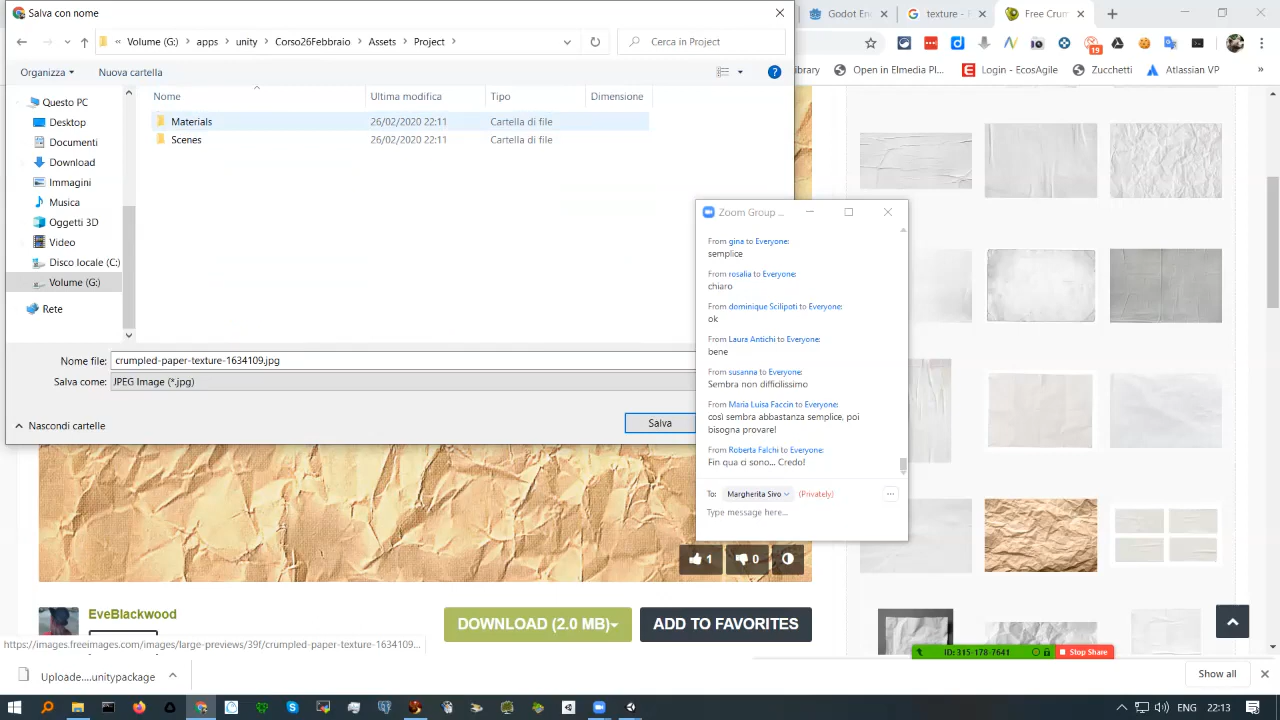 Salva con nome
Godot En...
texture - F
Free Crum
« Volume (G:) > apps > unity > Corso26Febbraio > Assets > Project >
Cerca in Project
19
Organizza
Nuova cartella
?
ibrary
Open in Elmedia Pl...
Login - EcosAgile
Zucchetti
Atlassian VP
»
Questo PC
Desktop
Documenti
Download
Immagini
Musica
Oggetti 3D
Video
Disco locale (C:)
Volume (G:)
Rete
Nome
Ultima modifica
Tipo
Dimensione
Materials
26/02/2020 22:11
Cartella di file
Scenes
26/02/2020 22:11
Cartella di file
Nome file:
crumpled-paper-texture-1634109.jpg
Salva come:
JPEG Image (*.jpg)
Nascondi cartelle
Salva
Zoom Group ...
From gina to Everyone:
semplice
From rosalia to Everyone:
chiaro
From dominique Scilipoti to Everyone:
ok
From Laura Antichi to Everyone:
bene
From susanna to Everyone:
Sembra non difficilissimo
From Maria Luisa Faccin to Everyone:
così sembra abbastanza semplice, poi
bisogna provare!
From Roberta Falchi to Everyone:
Fin qua ci sono... Credo!
To: Margherita Sivo (Privately)
Type message here...
1
0
EveBlackwood
DOWNLOAD (2.0 MB)
ADD TO FAVORITES
https://images.freeimages.com/images/large-previews/39f/crumpled-paper-texture-1634109...
ID: 315-178-7641
Stop Share
Uploade....unitypackage
Show all
ENG
22:13